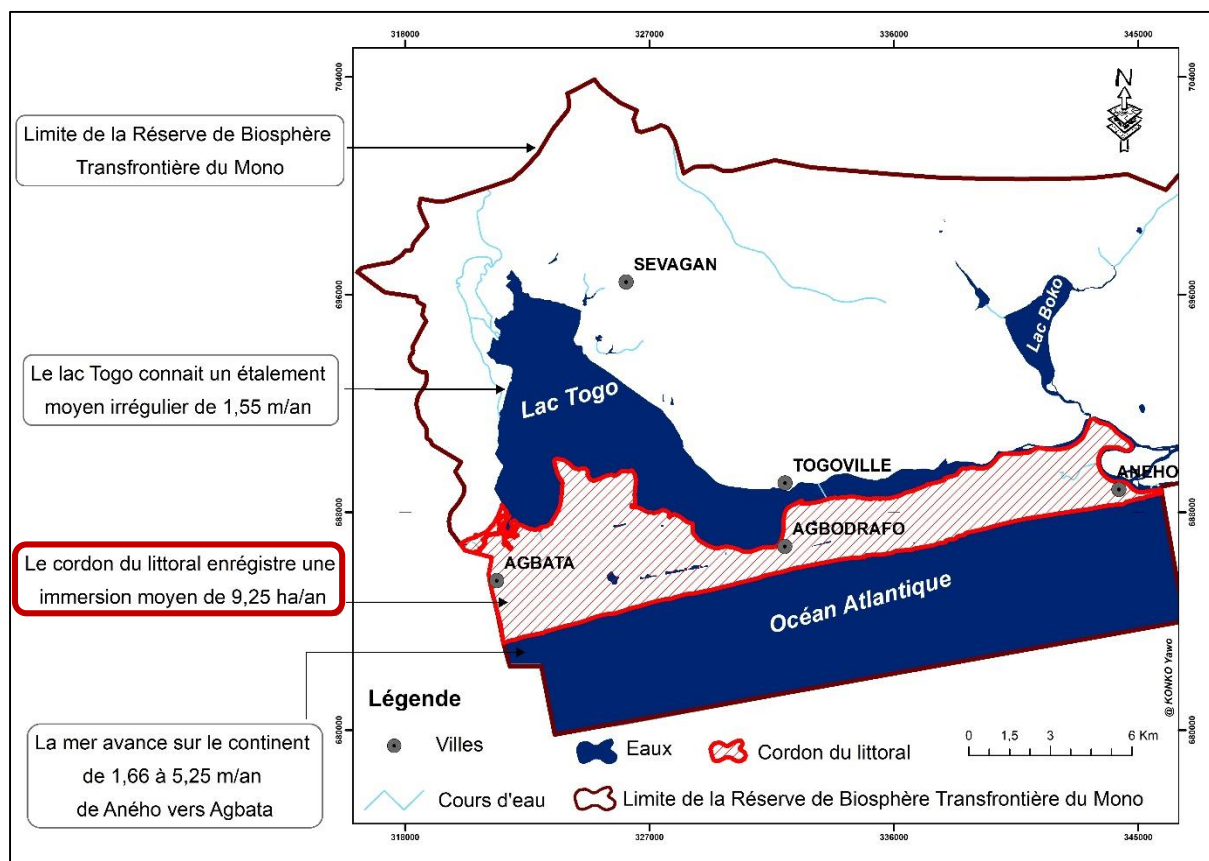 318000
327000
336000
345000
704000
704000
N
Limite de la Réserve de Biosphère
Transfrontière du Mono
SEVAGAN
696000
696000
Lac Boko
Le lac Togo connait un étalement
moyen irrégulier de 1,55 m/an
Lac Togo
TOGOVILLE
ANEHO
688000
688000
AGBODRAFO
Le cordon du littoral enrégistre une
immersion moyen de 9,25 ha/an
AGBATA
Océan Atlantique
@ KONKO Yawo
La mer avance sur le continent
de 1,66 à 5,25 m/an
de Aného vers Agbata
680000
680000
Légende
Villes
Eaux
Cordon du littoral
0 1,5 3 6 Km
Cours d'eau
Limite de la Réserve de Biosphère Transfrontière du Mono
318000
327000
336000
345000